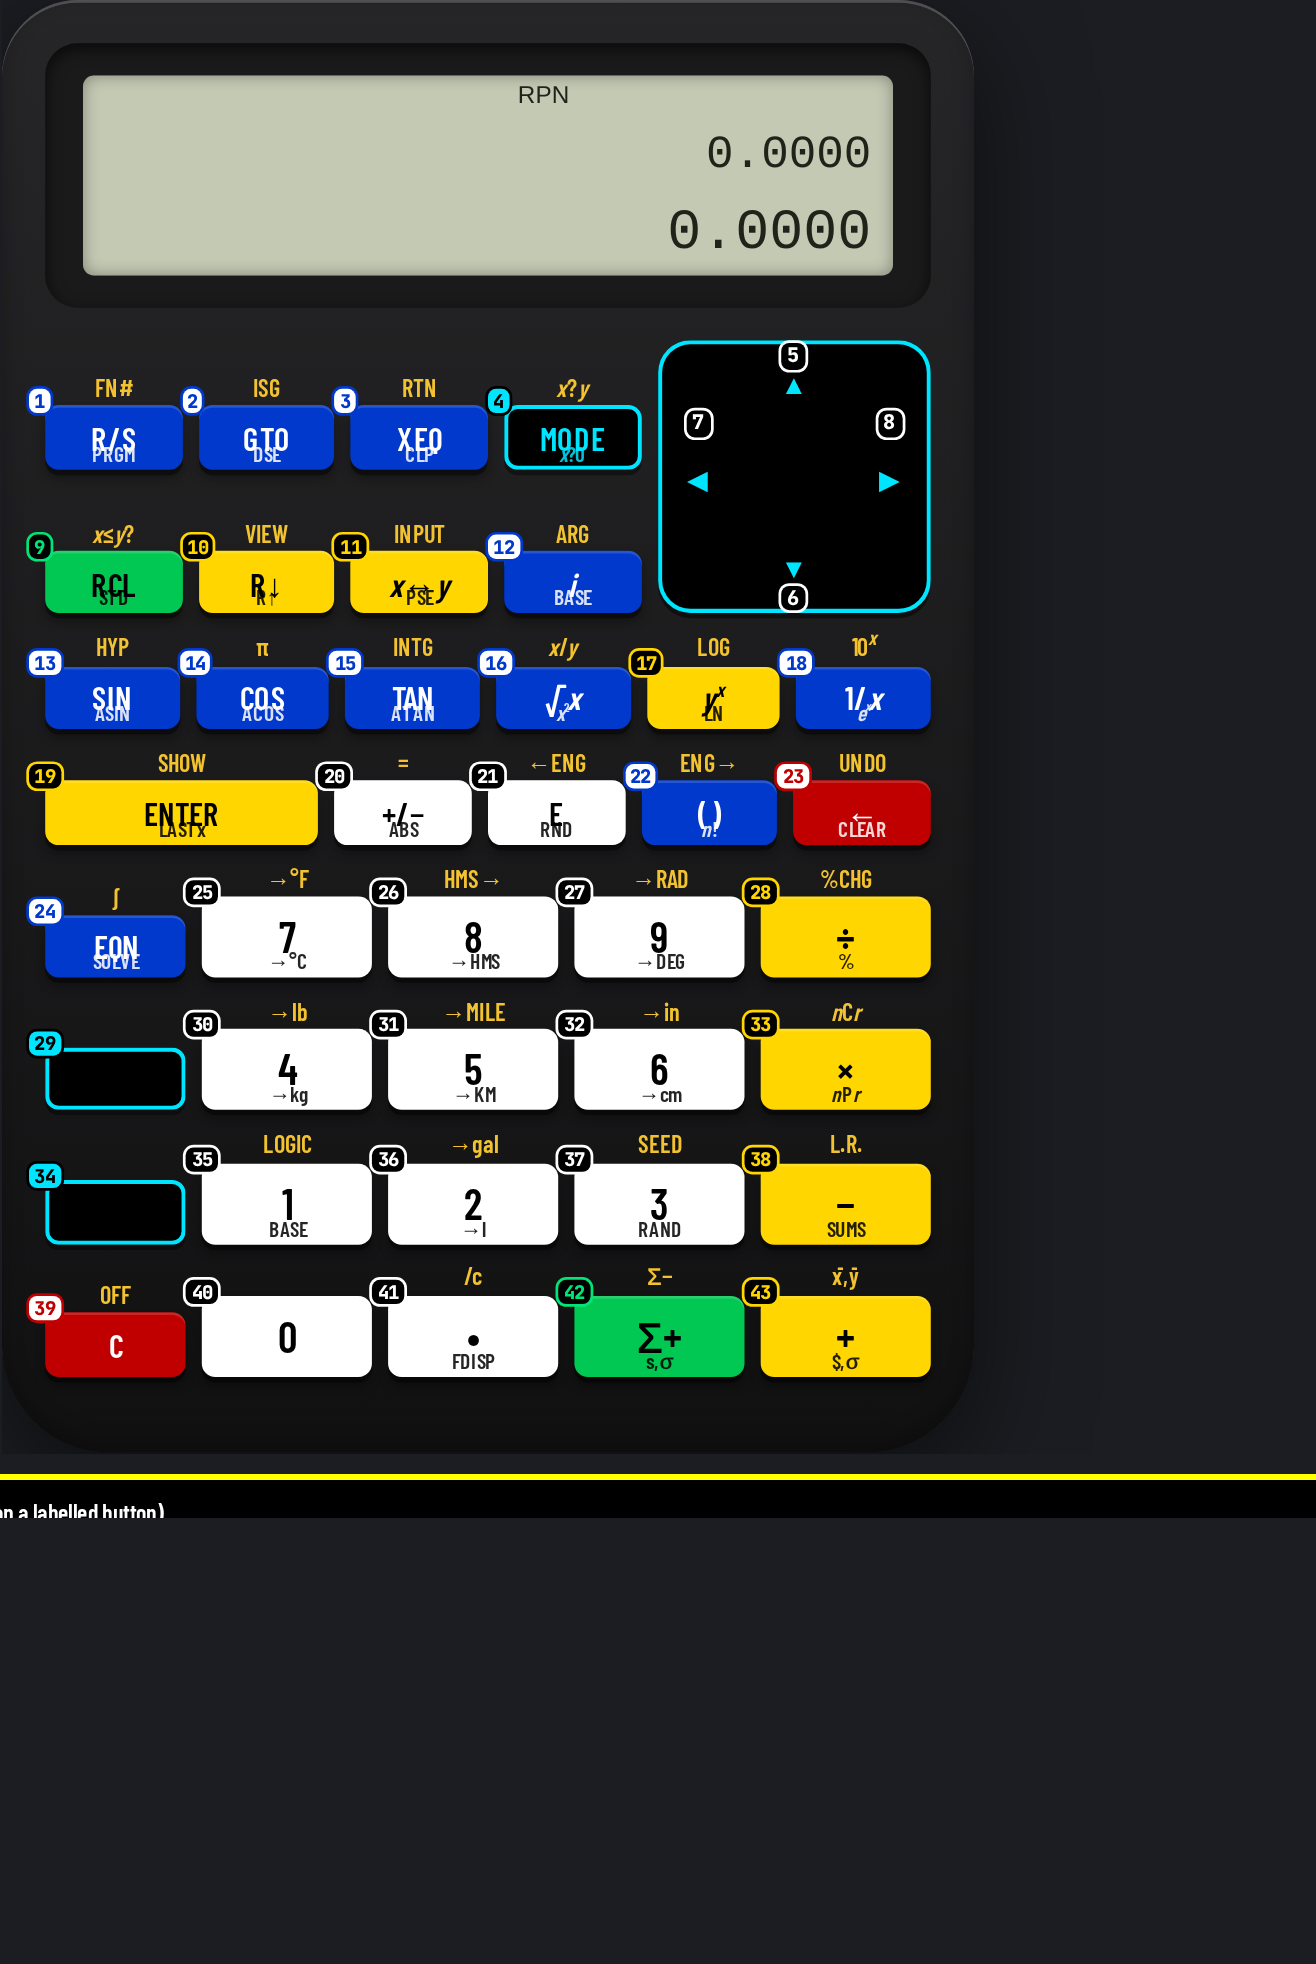 RPN
0.0000
0.0000
5
FN# ISG RTN x?y
1 2 3 4 7 8
R/S GTO XEQ MODE
PRGM DSE CLP x?0
▲
◀ ▶
x≤y? VIEW INPUT ARG
9 10 11 12
RCL R↓ x↔y i
STD R↑ PSE BASE
▼
6
HYP π INTG x/y LOG 10ˣ
13 14 15 16 17 18
SIN COS TAN √x yˣ 1/x
ASIN ACOS ATAN x² LN eˣ
SHOW = ←ENG ENG→ UNDO
19 20 21 22 23
ENTER +/− E () ←
LASTx ABS RND n! CLEAR
∫ →°F HMS→ →RAD %CHG
24 25 26 27 28
EQN 7 8 9 ÷
SOLVE →°C →HMS →DEG %
→lb →MILE →in nCr
29 30 31 32 33
4 5 6 ×
→kg →KM →cm nPr
LOGIC →gal SEED L.R.
34 35 36 37 38
1 2 3 −
BASE →l RAND SUMS
OFF /c Σ− x̄,ȳ
39 40 41 42 43
C 0 • Σ+ +
FDISP s,σ $,σ
on a labelled button)